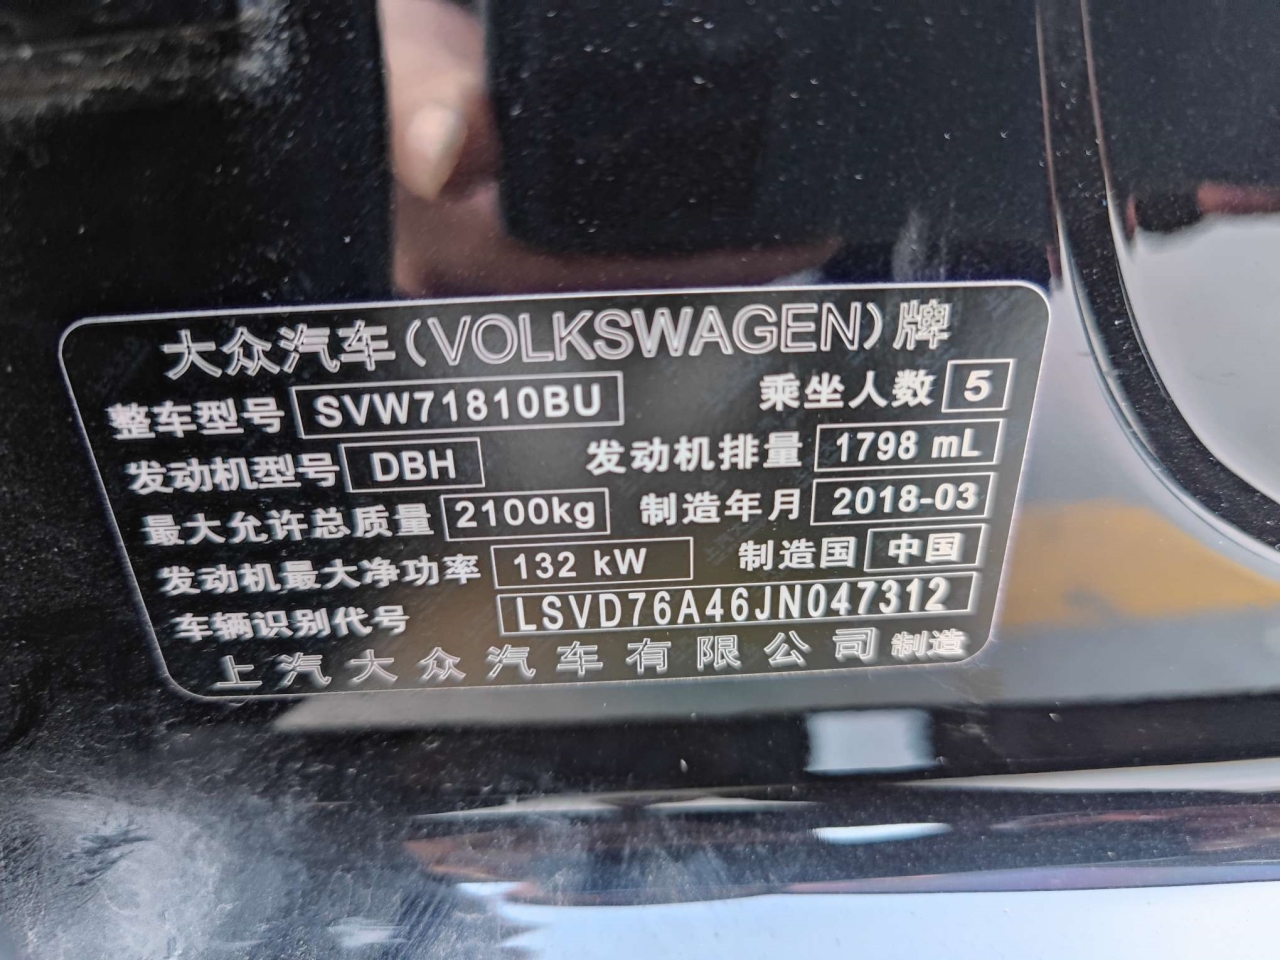 大众汽车(VOLKSWAGEN)牌
整车型号 SVW71810BU 乘坐人数 5
发动机型号 DBH 发动机排量 1798 mL
最大允许总质量 2100kg 制造年月 2018-03
发动机最大净功率 132 kW 制造国 中国
车辆识别代号 LSVD76A46JN047312
上汽大众汽车有限公司 制造